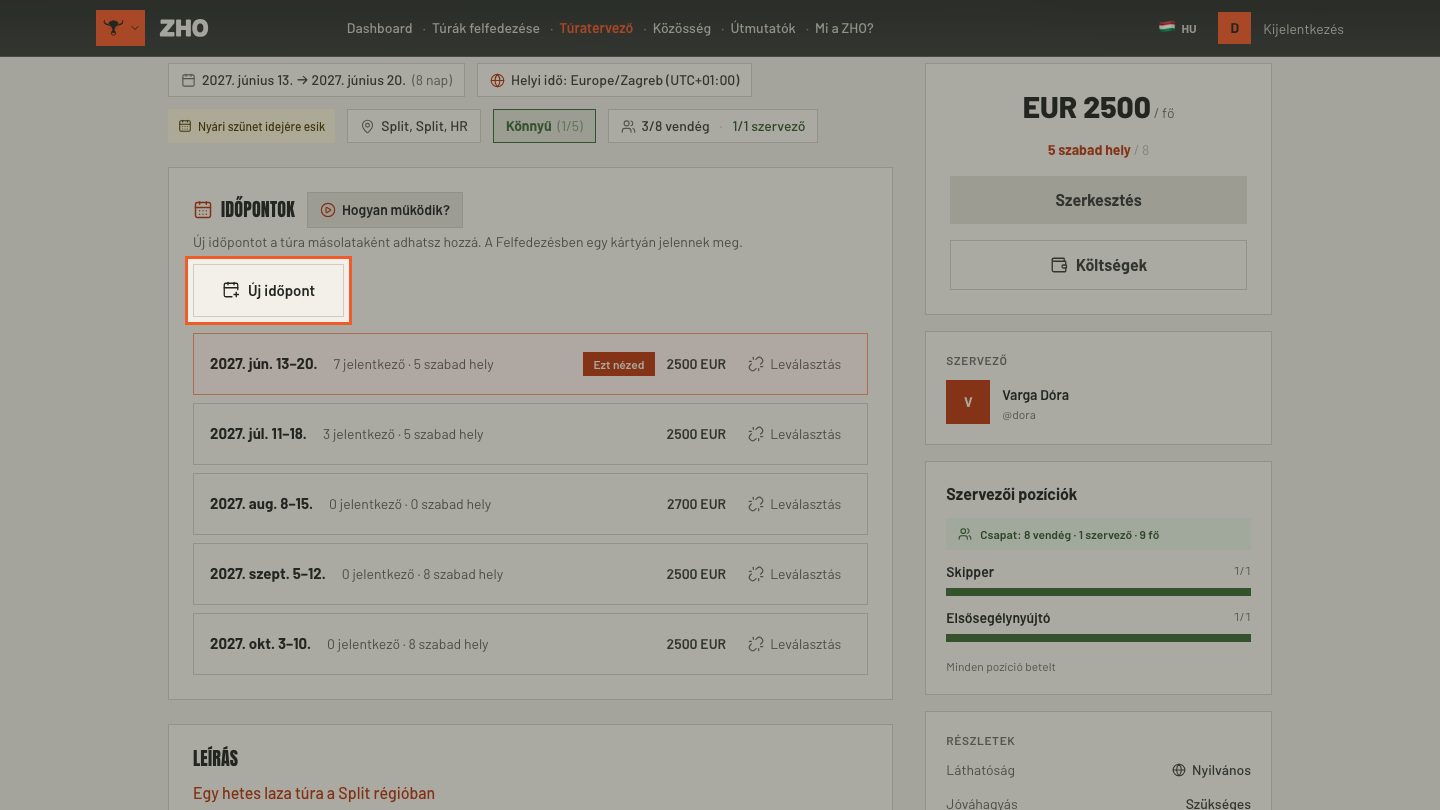 ZHO
Dashboard · Túrák felfedezése · Túratervező · Közösség · Útmutatók · Mi a ZHO?
HU
D
Kijelentkezés
2027. június 13. → 2027. június 20. (8 nap)
Helyi idő: Europe/Zagreb (UTC+01:00)
Nyári szünet idejére esik
Split, Split, HR
Könnyű (1/5)
3/8 vendég · 1/1 szervező
IDŐPONTOK
Hogyan működik?
Új időpontot a túra másolataként adhatsz hozzá. A Felfedezésben egy kártyán jelennek meg.
Új időpont
2027. jún. 13–20. 7 jelentkező · 5 szabad hely Ezt nézed 2500 EUR Leválasztás
2027. júl. 11–18. 3 jelentkező · 5 szabad hely 2500 EUR Leválasztás
2027. aug. 8–15. 0 jelentkező · 0 szabad hely 2700 EUR Leválasztás
2027. szept. 5–12. 0 jelentkező · 8 szabad hely 2500 EUR Leválasztás
2027. okt. 3–10. 0 jelentkező · 8 szabad hely 2500 EUR Leválasztás
LEÍRÁS
Egy hetes laza túra a Split régióban
EUR 2500 / fő
5 szabad hely / 8
Szerkesztés
Költségek
SZERVEZŐ
V
Varga Dóra
@dora
Szervezői pozíciók
Csapat: 8 vendég · 1 szervező · 9 fő
Skipper 1/1
Elsősegélynyújtó 1/1
Minden pozíció betelt
RÉSZLETEK
Láthatóság Nyilvános
Jóváhagyás Szükséges